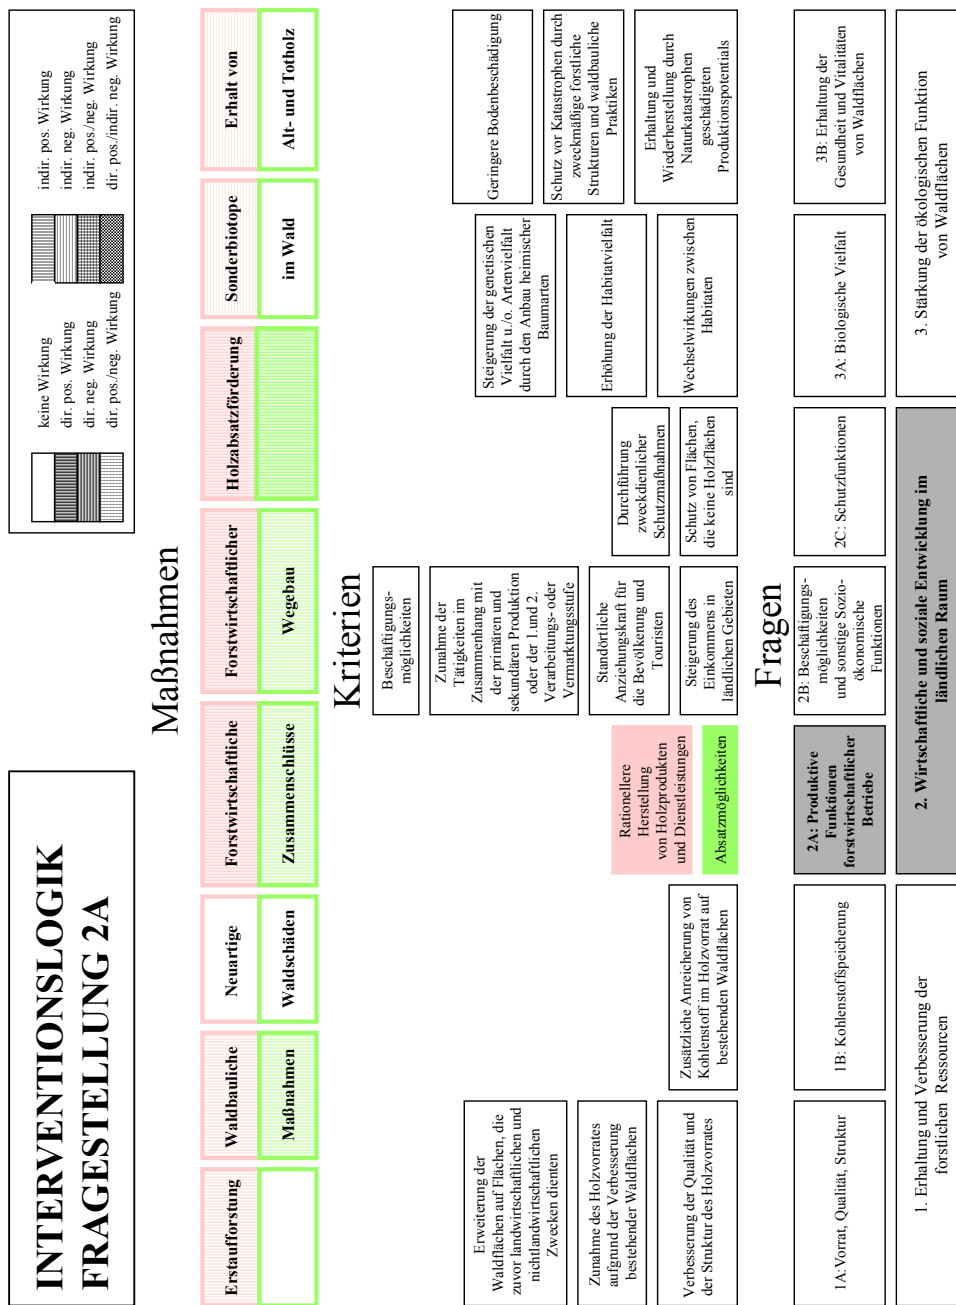 INTERVENTIONSLOGIK
FRAGESTELLUNG 2A
keine Wirkung
dir. pos. Wirkung
dir. neg. Wirkung
dir. pos./neg. Wirkung
indir. pos. Wirkung
indir. neg. Wirkung
indir. pos./neg. Wirkung
dir. pos./indir. neg. Wirkung
Maßnahmen
Erstaufforstung
Waldbauliche
Maßnahmen
Neuartige
Waldschäden
Forstwirtschaftliche
Zusammenschlüsse
Forstwirtschaftlicher
Wegebau
Holzabsatzförderung
Sonderbiotope
im Wald
Erhalt von
Alt- und Totholz
Kriterien
Erweiterung der
Waldflächen auf Flächen, die
zuvor landwirtschaftlichen und
nichtlandwirtschaftlichen
Zwecken dienten
Zunahme des Holzvorrates
aufgrund der Verbesserung
bestehender Waldflächen
Verbesserung der Qualität und
der Struktur des Holzvorrates
Zusätzliche Anreicherung von
Kohlenstoff im Holzvorrat auf
bestehenden Waldflächen
Rationellere
Herstellung
von Holzprodukten
und Dienstleistungen
Absatzmöglichkeiten
Beschäftigungs-
möglichkeiten
Zunahme der
Tätigkeiten im
Zusammenhang mit
der primären und
sekundären Produktion
oder der 1.und 2.
Verarbeitungs- oder
Vermarktungsstufe
Standörtliche
Anziehungskraft für
die Bevölkerung und
Touristen
Steigerung des
Einkommens in
ländlichen Gebieten
Durchführung
zweckdienlicher
Schutzmaßnahmen
Schutz von Flächen,
die keine Holzflächen
sind
Steigerung der genetischen
Vielfalt u./o. Artenvielfalt
durch den Anbau heimischer
Baumarten
Erhöhung der Habitatvielfalt
Wechselwirkungen zwischen
Habitaten
Geringere Bodenbeschädigung
Schutz vor Katastrophen durch
zweckmäßige forstliche
Strukturen und waldbauliche
Praktiken
Erhaltung und
Wiederherstellung durch
Naturkatastrophen
geschädigten
Produktionspotentials
Fragen
1A:Vorrat, Qualität, Struktur
1B: Kohlenstoffspeicherung
2A: Produktive
Funktionen
forstwirtschaftlicher
Betriebe
2B: Beschäftigungs-
möglichkeiten
und sonstige Sozio-
ökonomische
Funktionen
2C: Schutzfunktionen
3A: Biologische Vielfalt
3B: Erhaltung der
Gesundheit und Vitalitäten
von Waldflächen
1. Erhaltung und Verbesserung der
forstlichen Ressourcen
2. Wirtschaftliche und soziale Entwicklung im
ländlichen Raum
3. Stärkung der ökologischen Funktion
von Waldflächen